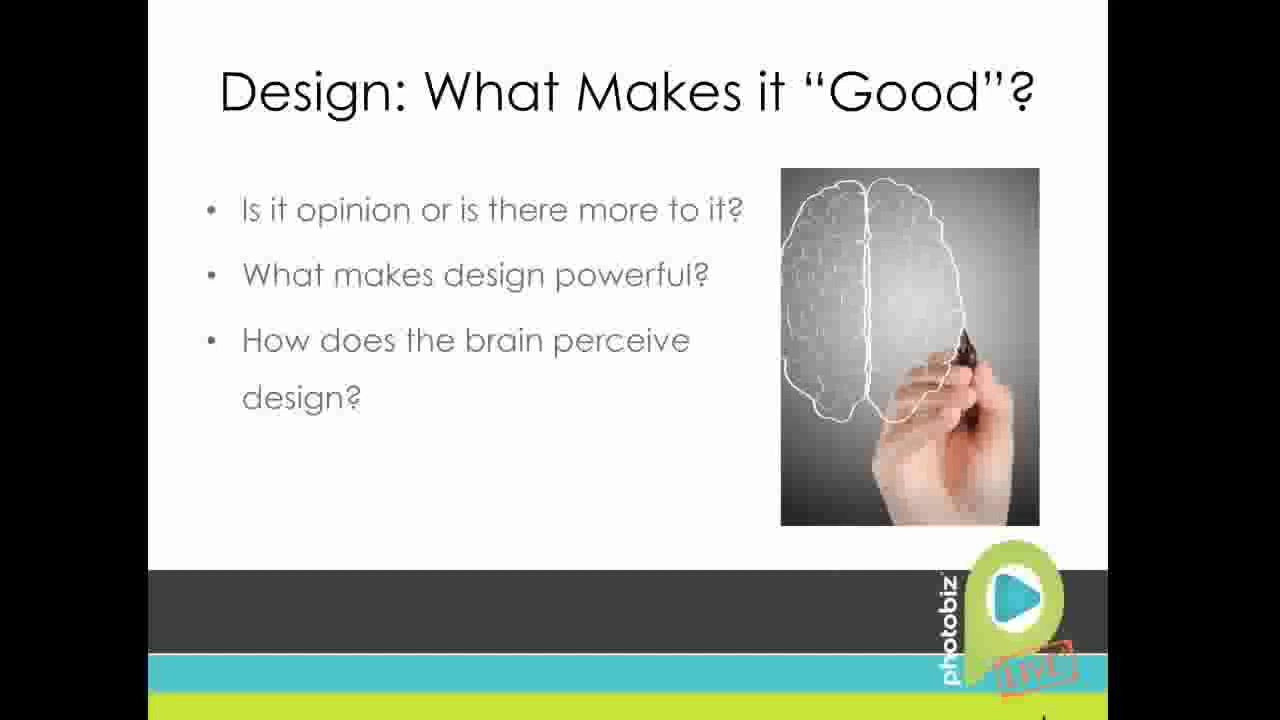 Design: What Makes it “Good”?
• Is it opinion or is there more to it?
• What makes design powerful?
• How does the brain perceive
design?
photobiz
LIVE